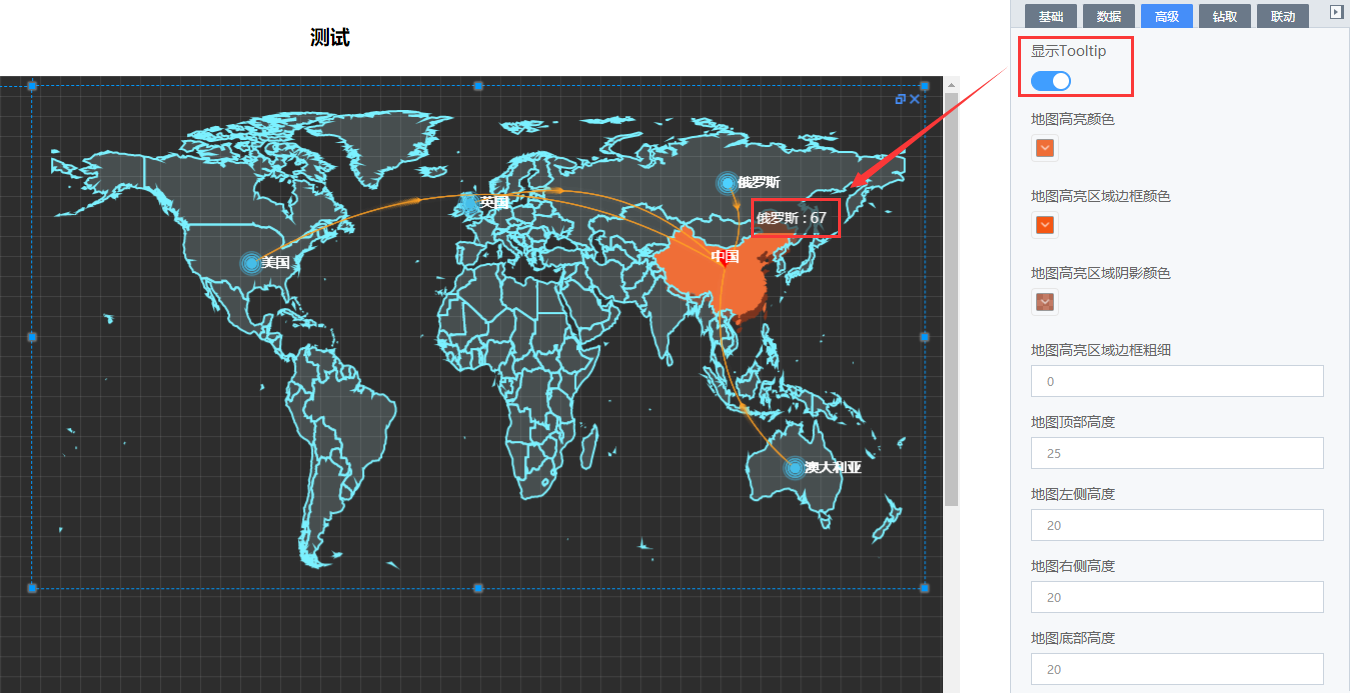 测试
基础 数据 高级 钻取 联动
显示Tooltip
地图高亮颜色
地图高亮区域边框颜色
地图高亮区域阴影颜色
地图高亮区域边框粗细
0
地图顶部高度
25
地图左侧高度
20
地图右侧高度
20
地图底部高度
20
俄罗斯
英国
俄罗斯 : 67
中国
美国
澳大利亚